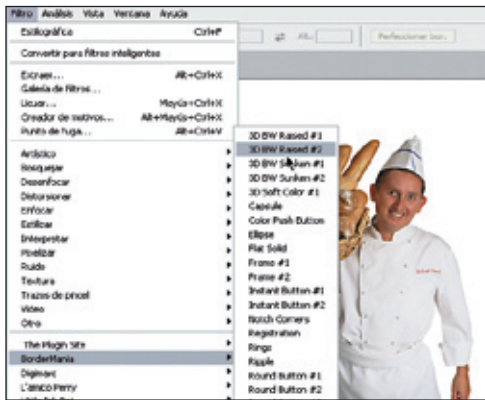 Filtro Análisis Vista Ventana Ayuda
Estilográfica Ctrl+F
Convertir para filtros inteligentes
Extraer... Alt+Ctrl+X
Galería de filtros...
Licuar... Mayús+Ctrl+X
Creador de motivos... Alt+Mayús+Ctrl+X
Punto de fuga... Alt+Ctrl+V
Artístico
Bosquejar
Desenfocar
Distorsionar
Enfocar
Estilizar
Interpretar
Pixelizar
Ruido
Textura
Trazos de pincel
Vídeo
Otro
The Plugin Site
BorderMania
Digimarc
L'amico Perry
3D BW Raised #1
3D BW Raised #2
3D BW Sunken #1
3D BW Sunken #2
3D Soft Color #1
Capsule
Color Push Button
Ellipse
Flat Solid
Frame #1
Frame #2
Instant Button #1
Instant Button #2
Notch Corners
Registration
Rings
Ripple
Round Button #1
Round Button #2
Perfeccionar bor